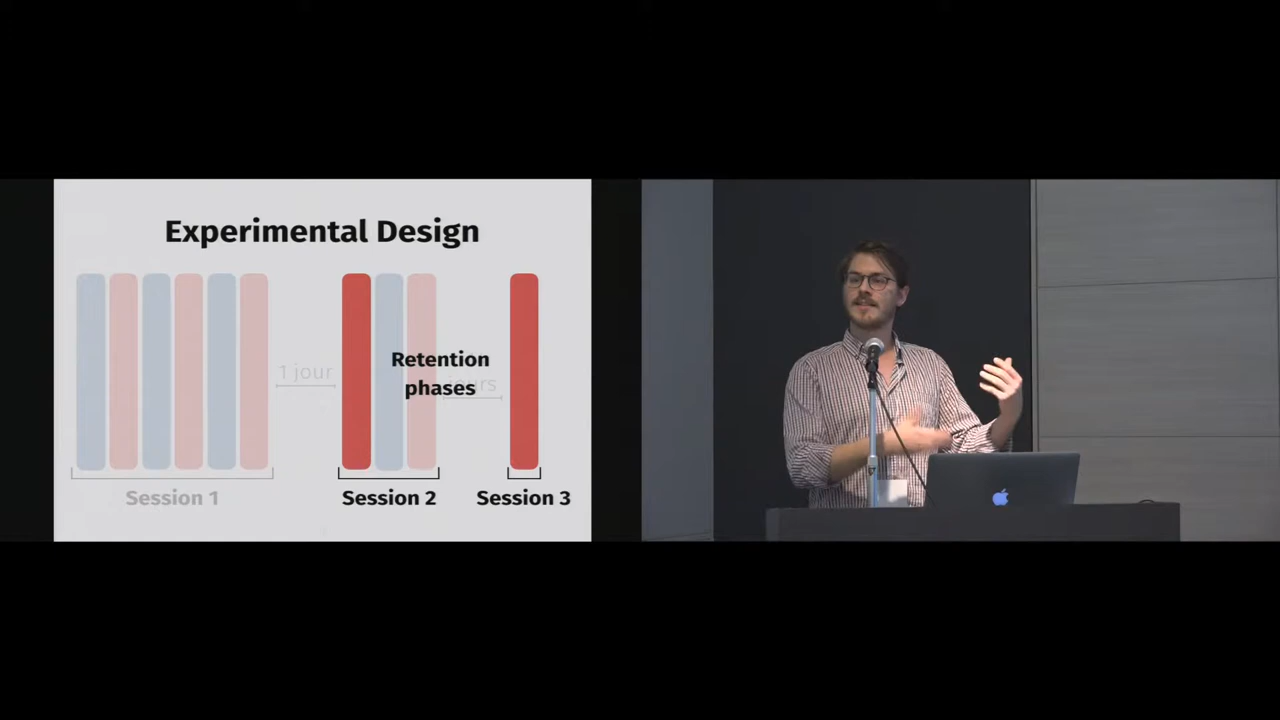 Experimental Design
1 jour
Retention
phases
Session 1
Session 2
Session 3